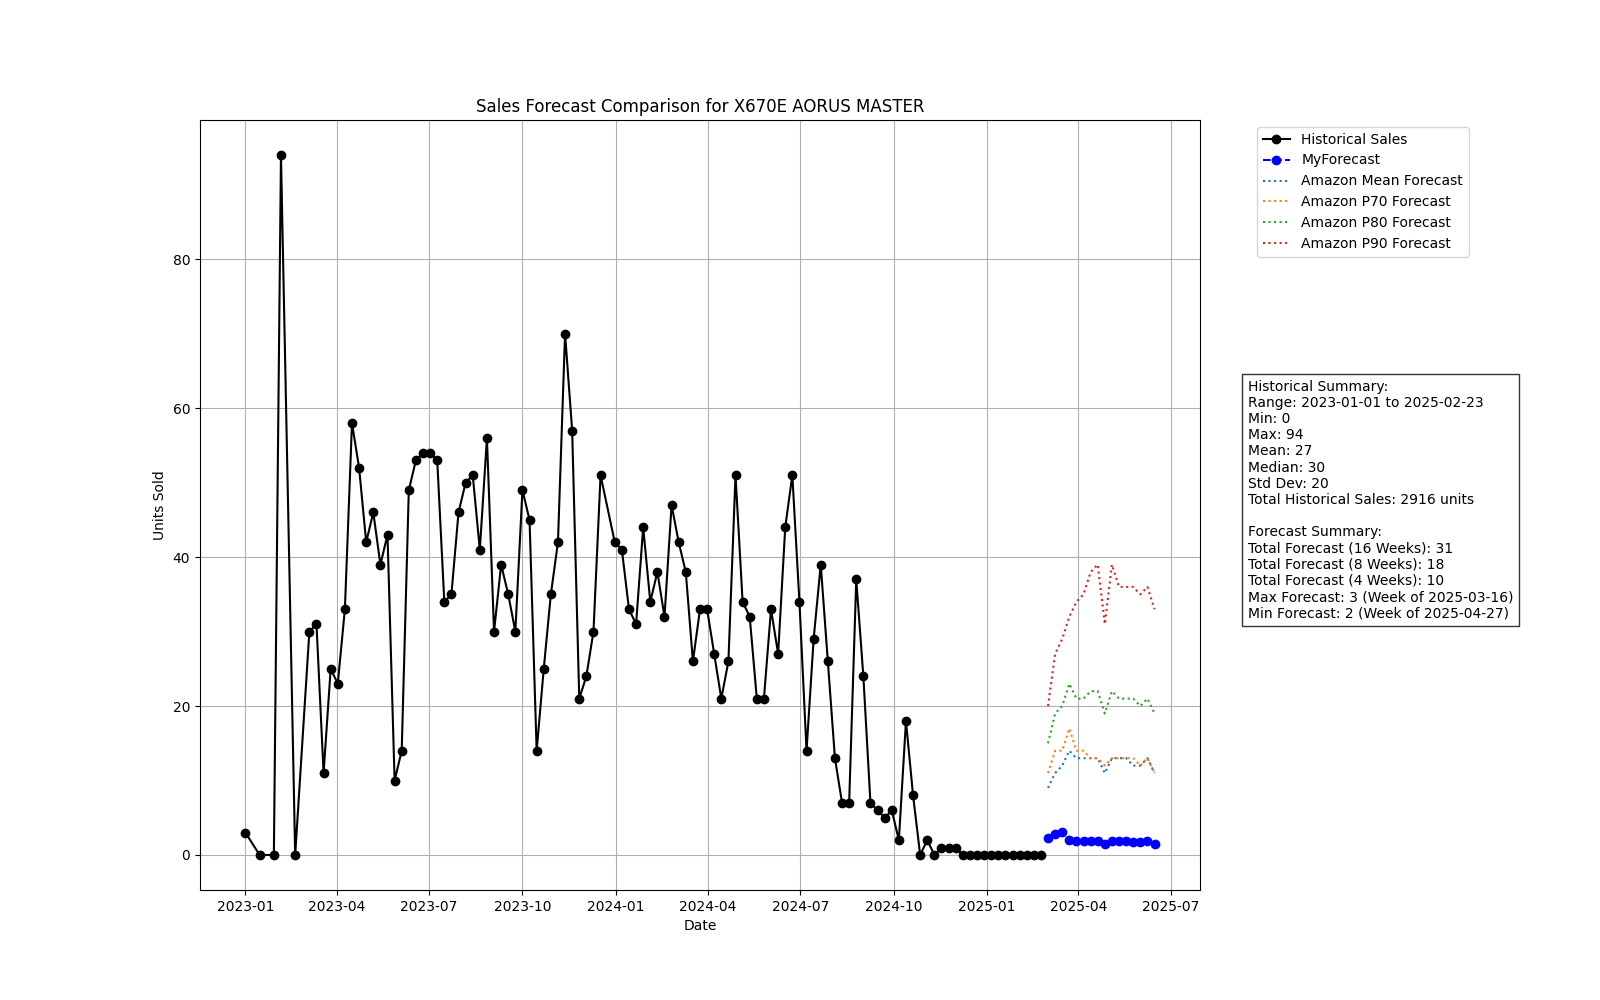 Sales Forecast Comparison for X670E AORUS MASTER
Units Sold
80
60
40
20
0
2023-01
2023-04
2023-07
2023-10
2024-01
2024-04
2024-07
2024-10
2025-01
2025-04
2025-07
Date
Historical Sales
MyForecast
Amazon Mean Forecast
Amazon P70 Forecast
Amazon P80 Forecast
Amazon P90 Forecast
Historical Summary:
Range: 2023-01-01 to 2025-02-23
Min: 0
Max: 94
Mean: 27
Median: 30
Std Dev: 20
Total Historical Sales: 2916 units
Forecast Summary:
Total Forecast (16 Weeks): 31
Total Forecast (8 Weeks): 18
Total Forecast (4 Weeks): 10
Max Forecast: 3 (Week of 2025-03-16)
Min Forecast: 2 (Week of 2025-04-27)